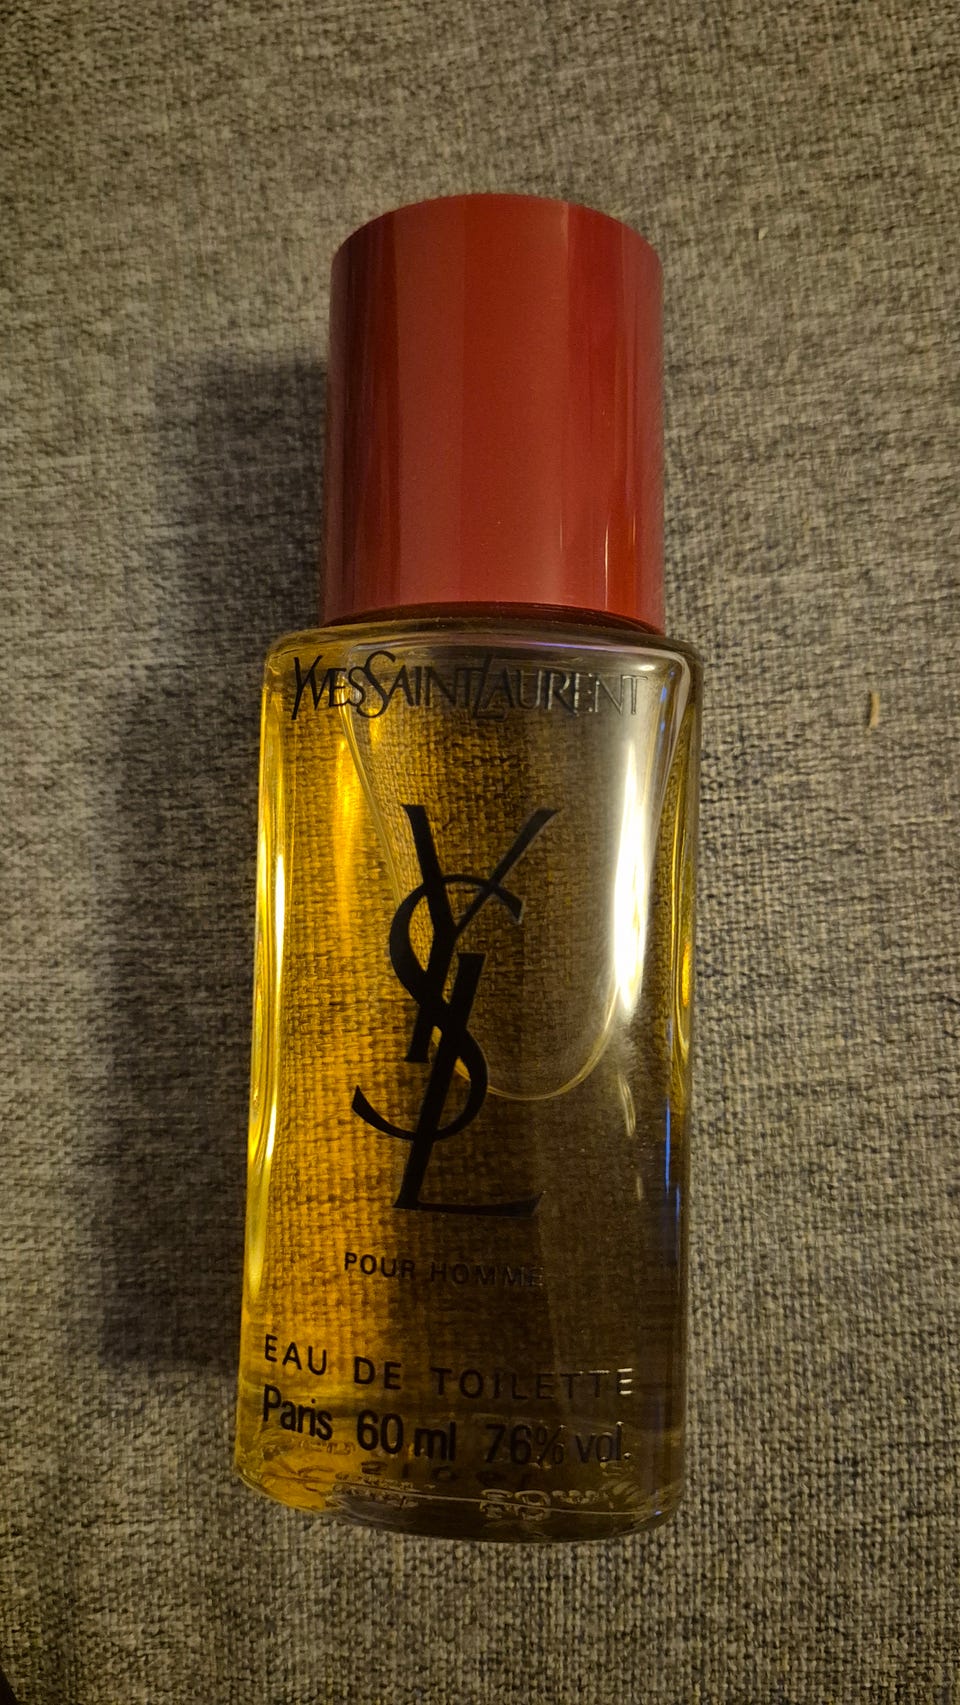 YVES SAINT LAURENT
YSL
POUR HOMME
EAU DE TOILETTE
Paris 60 ml 76% vol.